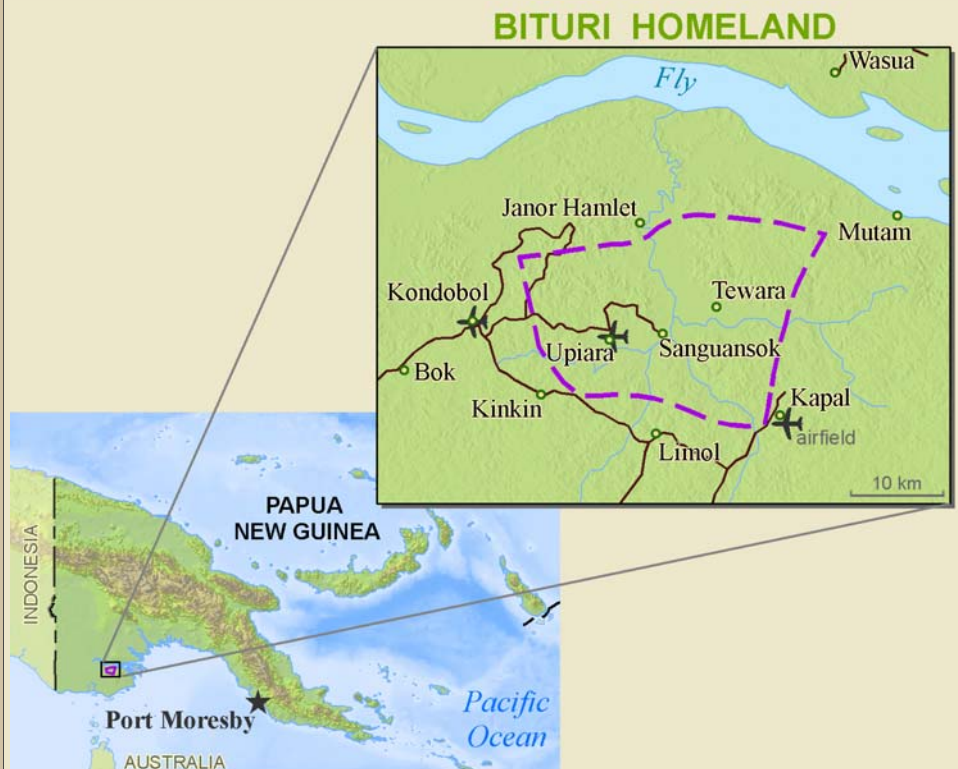 BITURI HOMELAND
Wasua
Fly
Janor Hamlet
Mutam
Kondobol
Tewara
Upiara
Sanguansok
Bok
Kinkin
Kapal
airfield
Limol
10 km
PAPUA
NEW GUINEA
INDONESIA
Port Moresby
Pacific
Ocean
AUSTRALIA